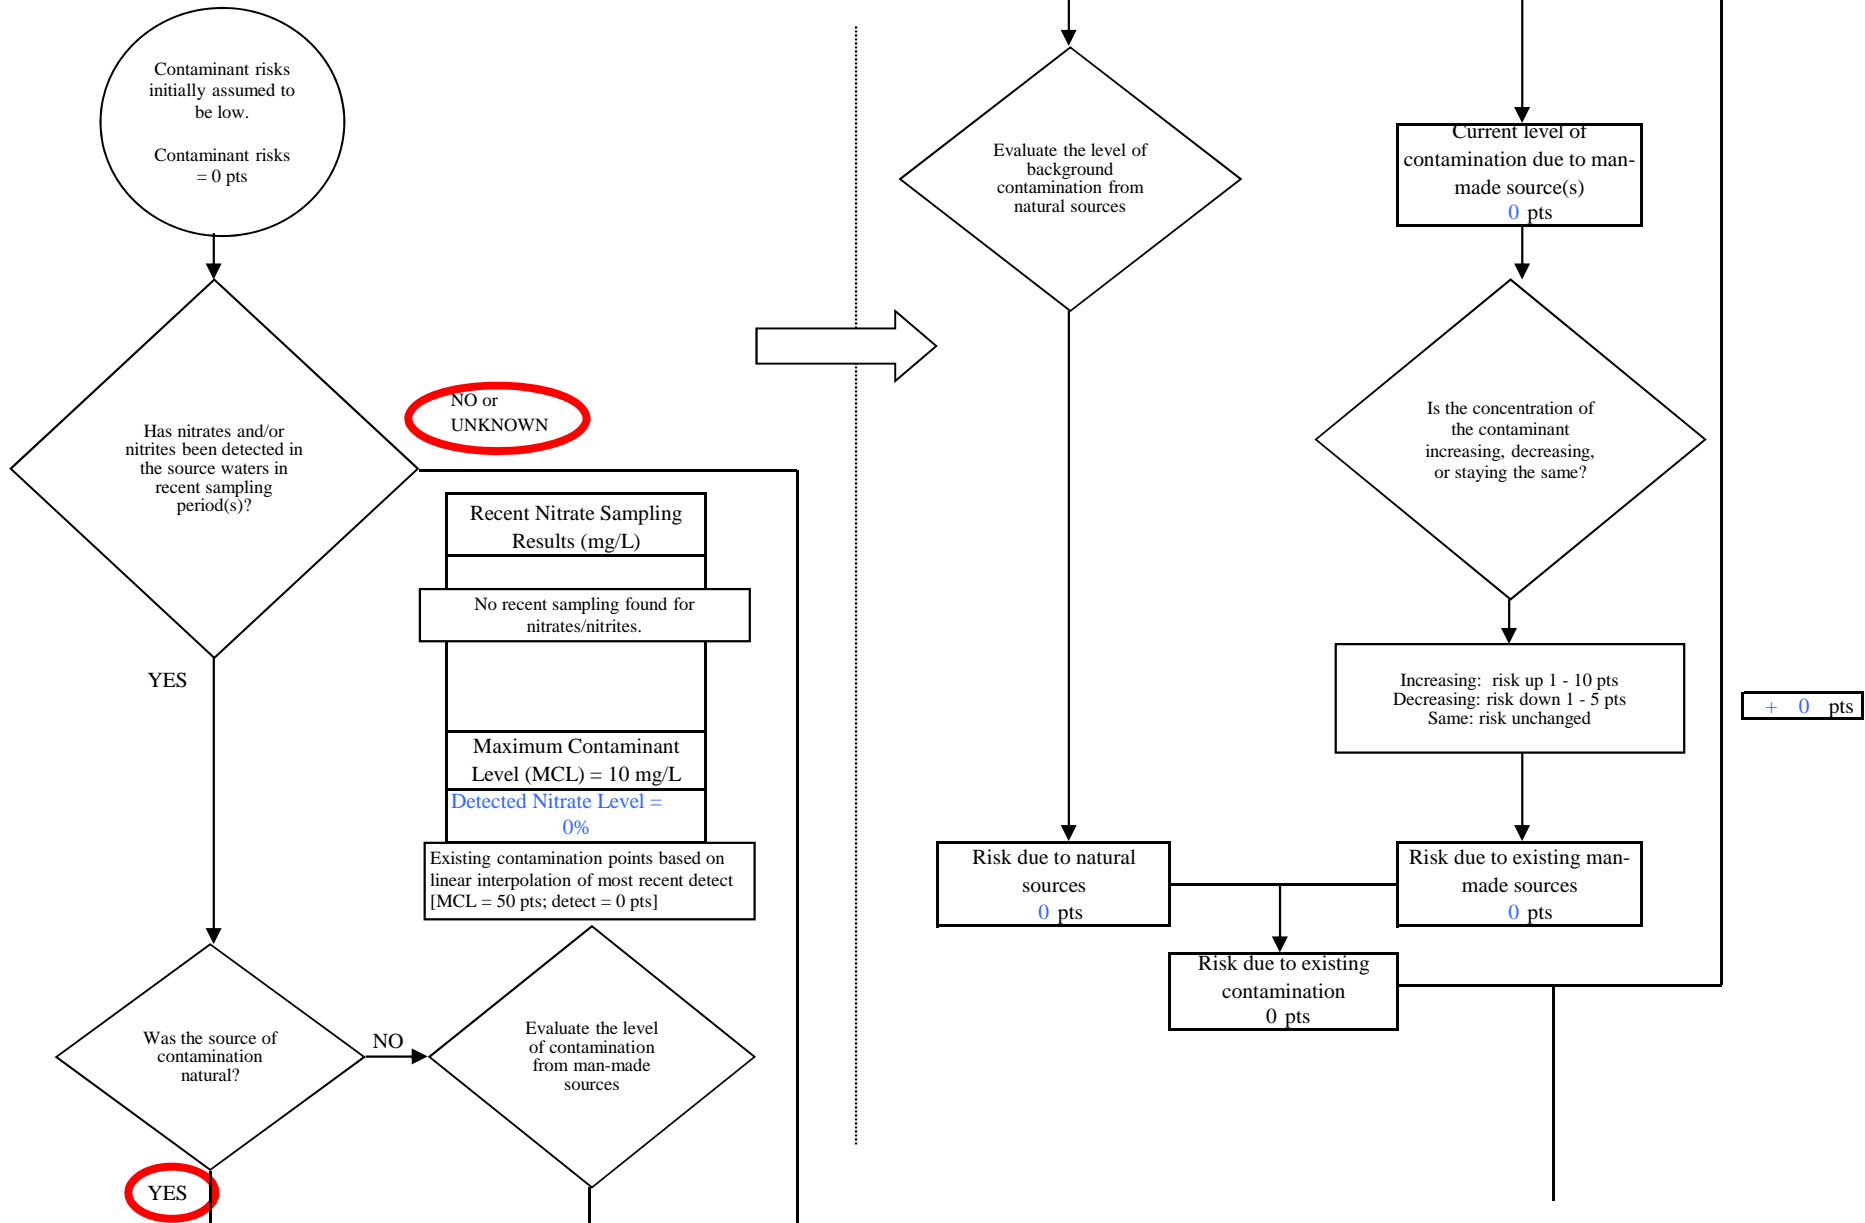 Contaminant risks
initially assumed to
be low.
Contaminant risks
= 0 pts
Has nitrates and/or
nitrites been detected in
the source waters in
recent sampling
period(s)?
NO or
UNKNOWN
YES
Recent Nitrate Sampling
Results (mg/L)
No recent sampling found for
nitrates/nitrites.
Maximum Contaminant
Level (MCL) = 10 mg/L
Detected Nitrate Level =
0%
Existing contamination points based on
linear interpolation of most recent detect
[MCL = 50 pts; detect = 0 pts]
Was the source of
contamination
natural?
NO
Evaluate the level
of contamination
from man-made
sources
YES
Evaluate the level of
background
contamination from
natural sources
Current level of
contamination due to man-
made source(s)
0 pts
Is the concentration of
the contaminant
increasing, decreasing,
or staying the same?
Increasing: risk up 1 - 10 pts
Decreasing: risk down 1 - 5 pts
Same: risk unchanged
+ 0 pts
Risk due to natural
sources
0 pts
Risk due to existing man-
made sources
0 pts
Risk due to existing
contamination
0 pts